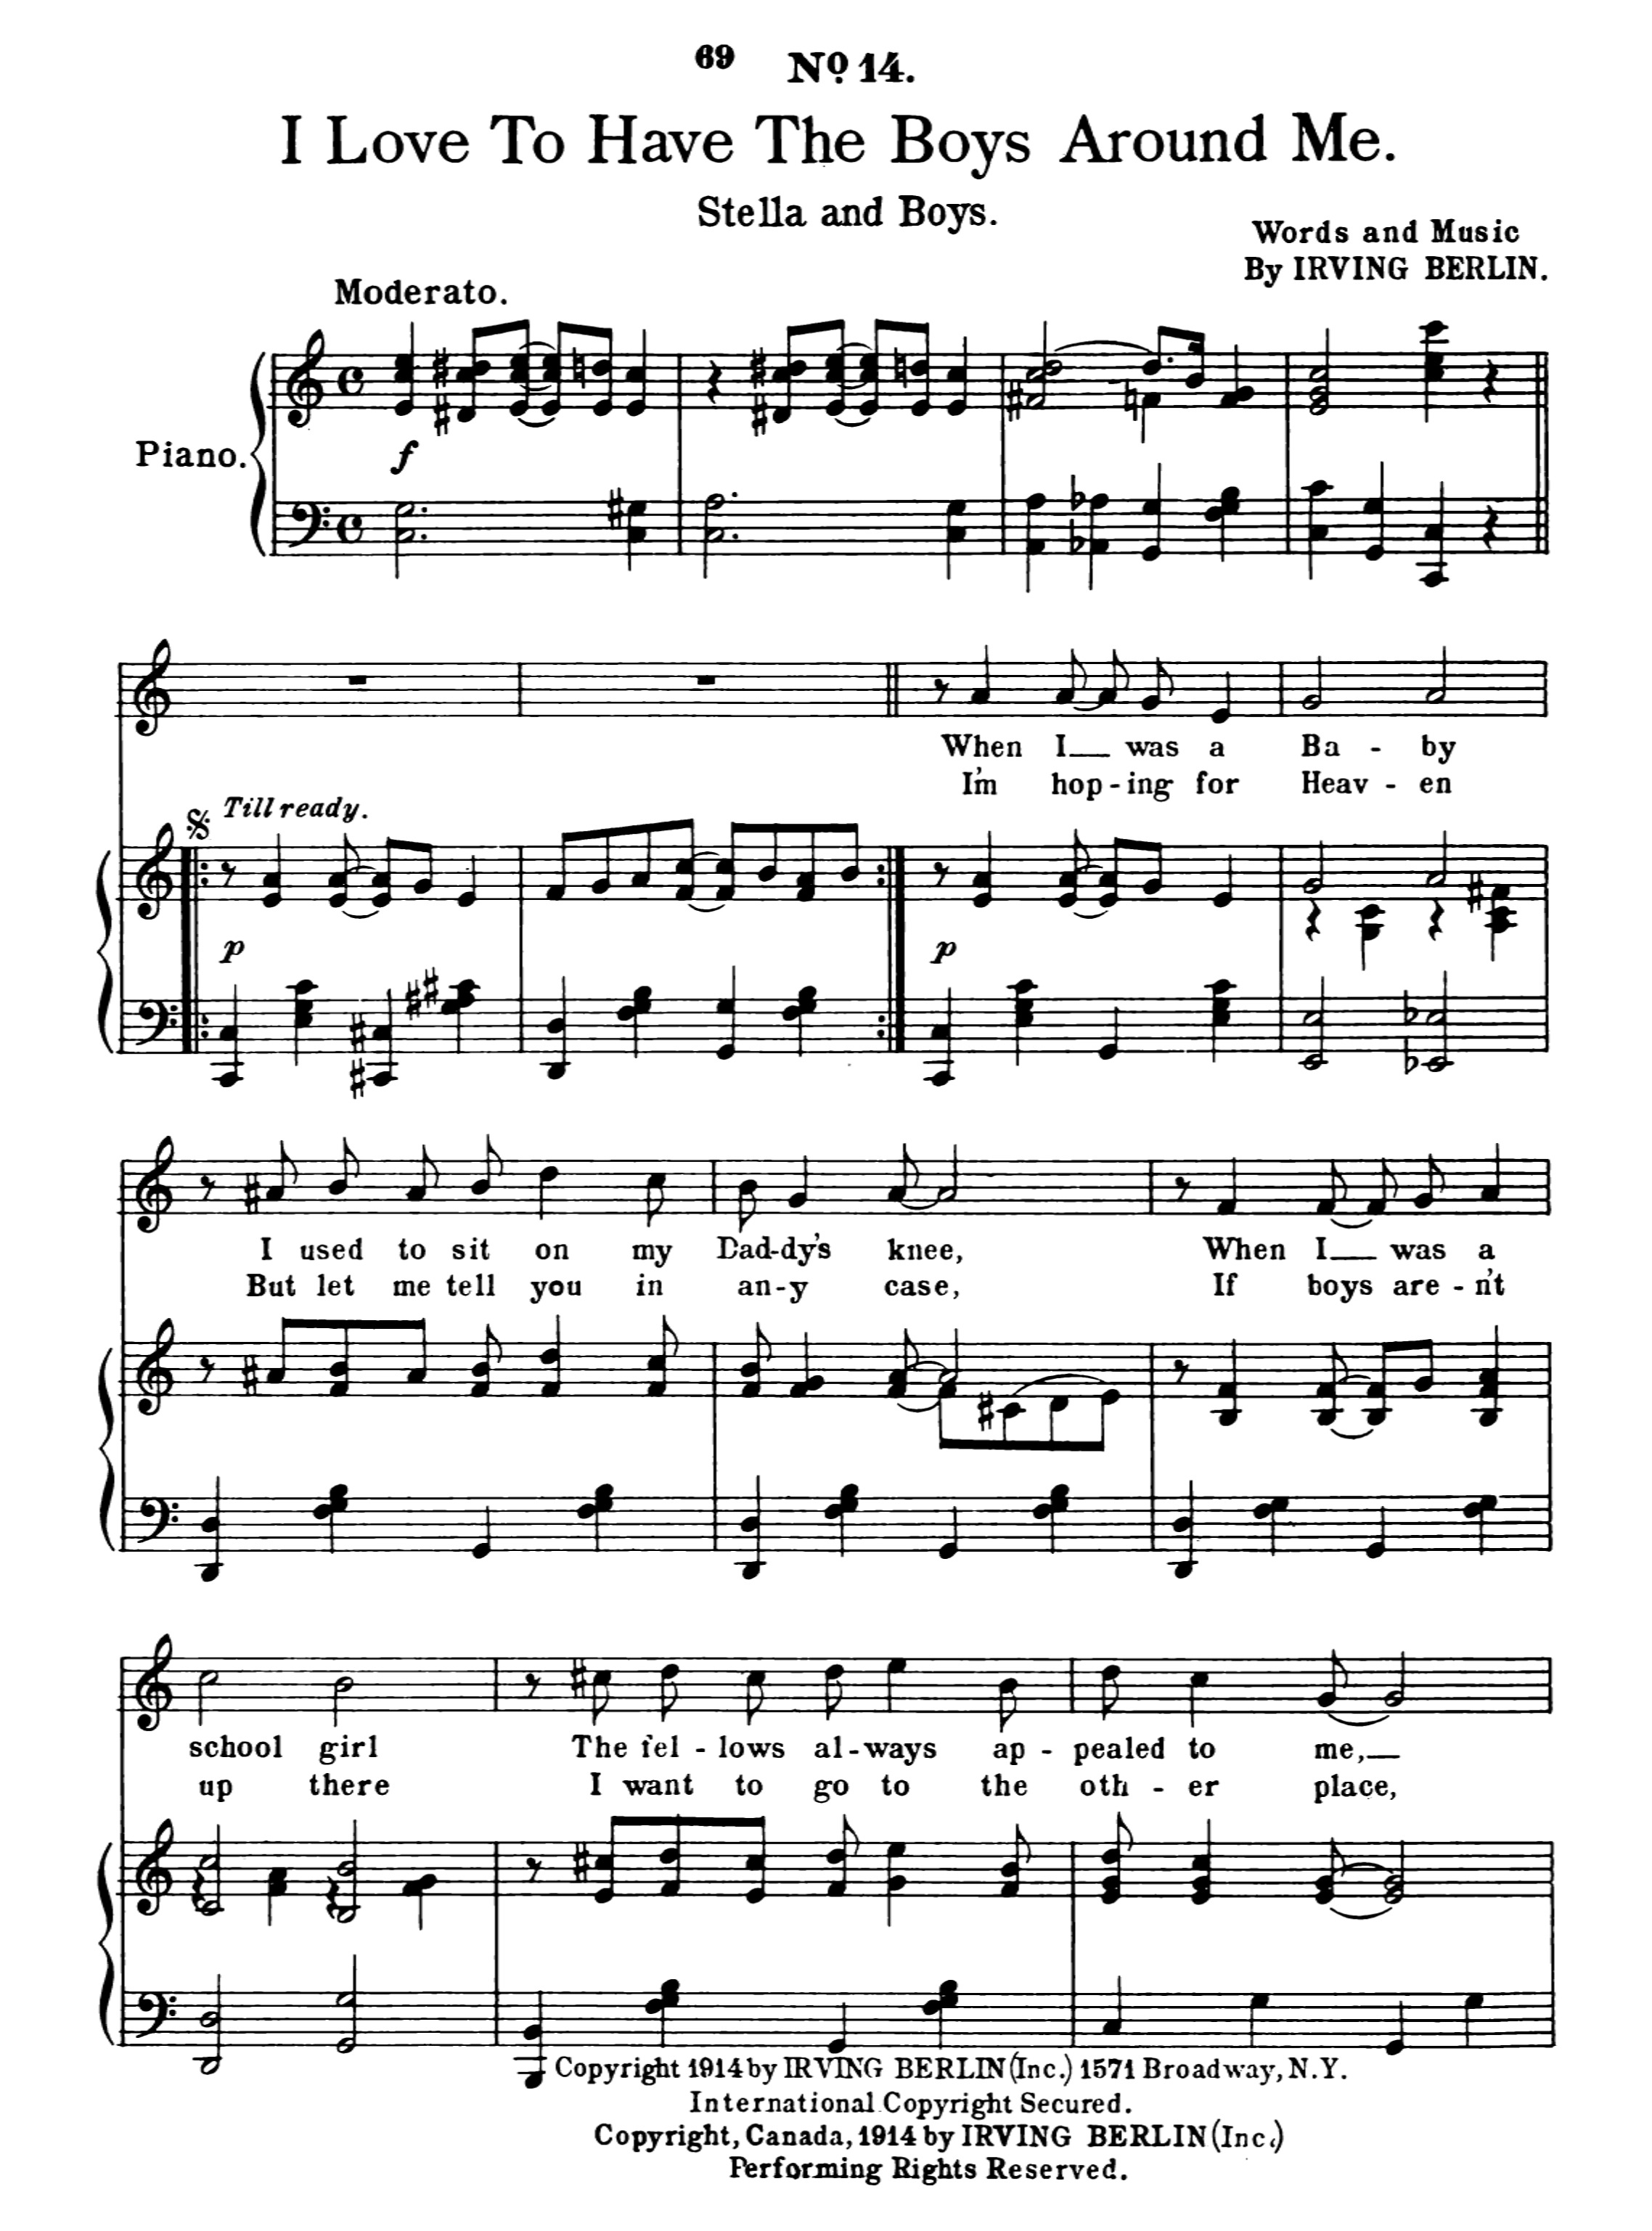 69 Nº 14.
I Love To Have The Boys Around Me.
Stella and Boys.
Words and Music
By IRVING BERLIN.
Moderato.
Piano.
f
When I was a Ba - by
I'm hop - ing for Heav - en
Till ready.
p p
I used to sit on my Dad-dy's knee, When I was a
But let me tell you in an-y case, If boys are - n't
school girl The fel - lows al-ways ap - pealed to me,
up there I want to go to the oth - er place,
Copyright 1914 by IRVING BERLIN (Inc.) 1571 Broadway, N.Y.
International Copyright Secured.
Copyright, Canada, 1914 by IRVING BERLIN (Inc.)
Performing Rights Reserved.